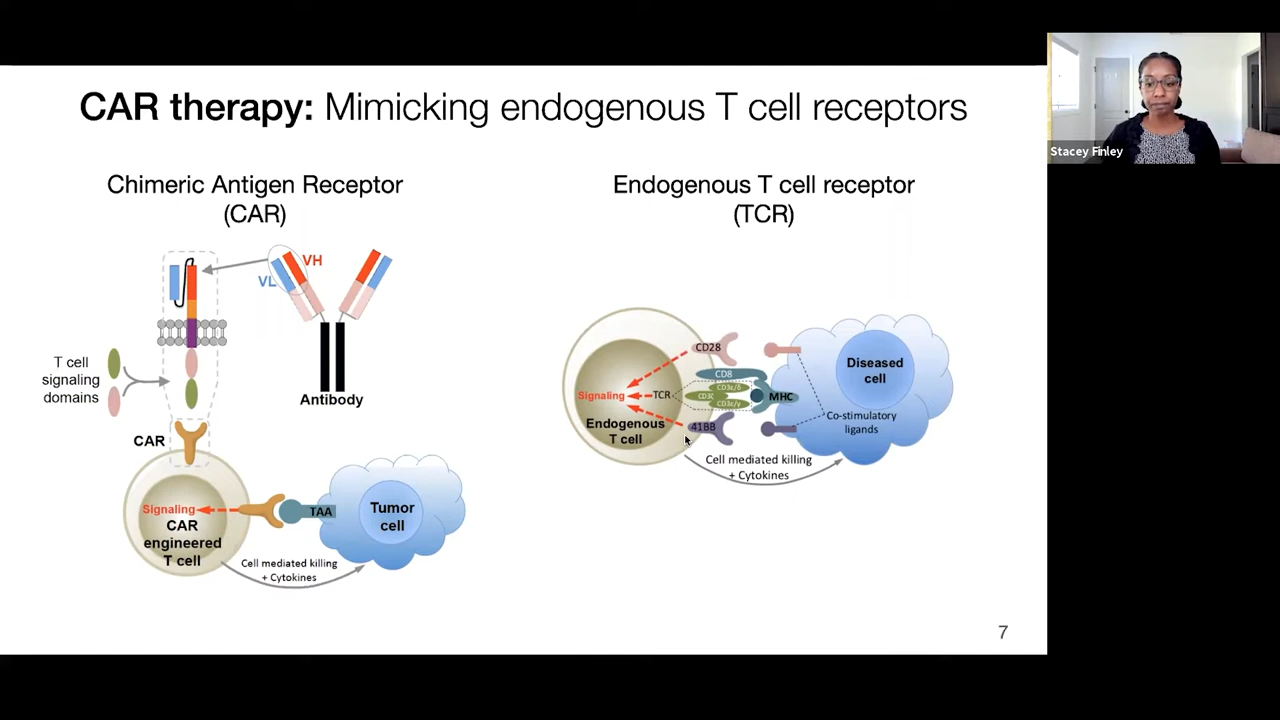 CAR therapy: Mimicking endogenous T cell receptors
Stacey Finley
Chimeric Antigen Receptor
(CAR)
VH
VL
T cell
signaling
domains
Antibody
CAR
Signaling
CAR
engineered
T cell
TAA
Tumor
cell
Cell mediated killing
+ Cytokines
Endogenous T cell receptor
(TCR)
CD28
CD8
CD3ε/δ
CD3ζ
CD3ε/γ
TCR
Signaling
Endogenous
T cell
41BB
MHC
Diseased
cell
Co-stimulatory
ligands
Cell mediated killing
+ Cytokines
7